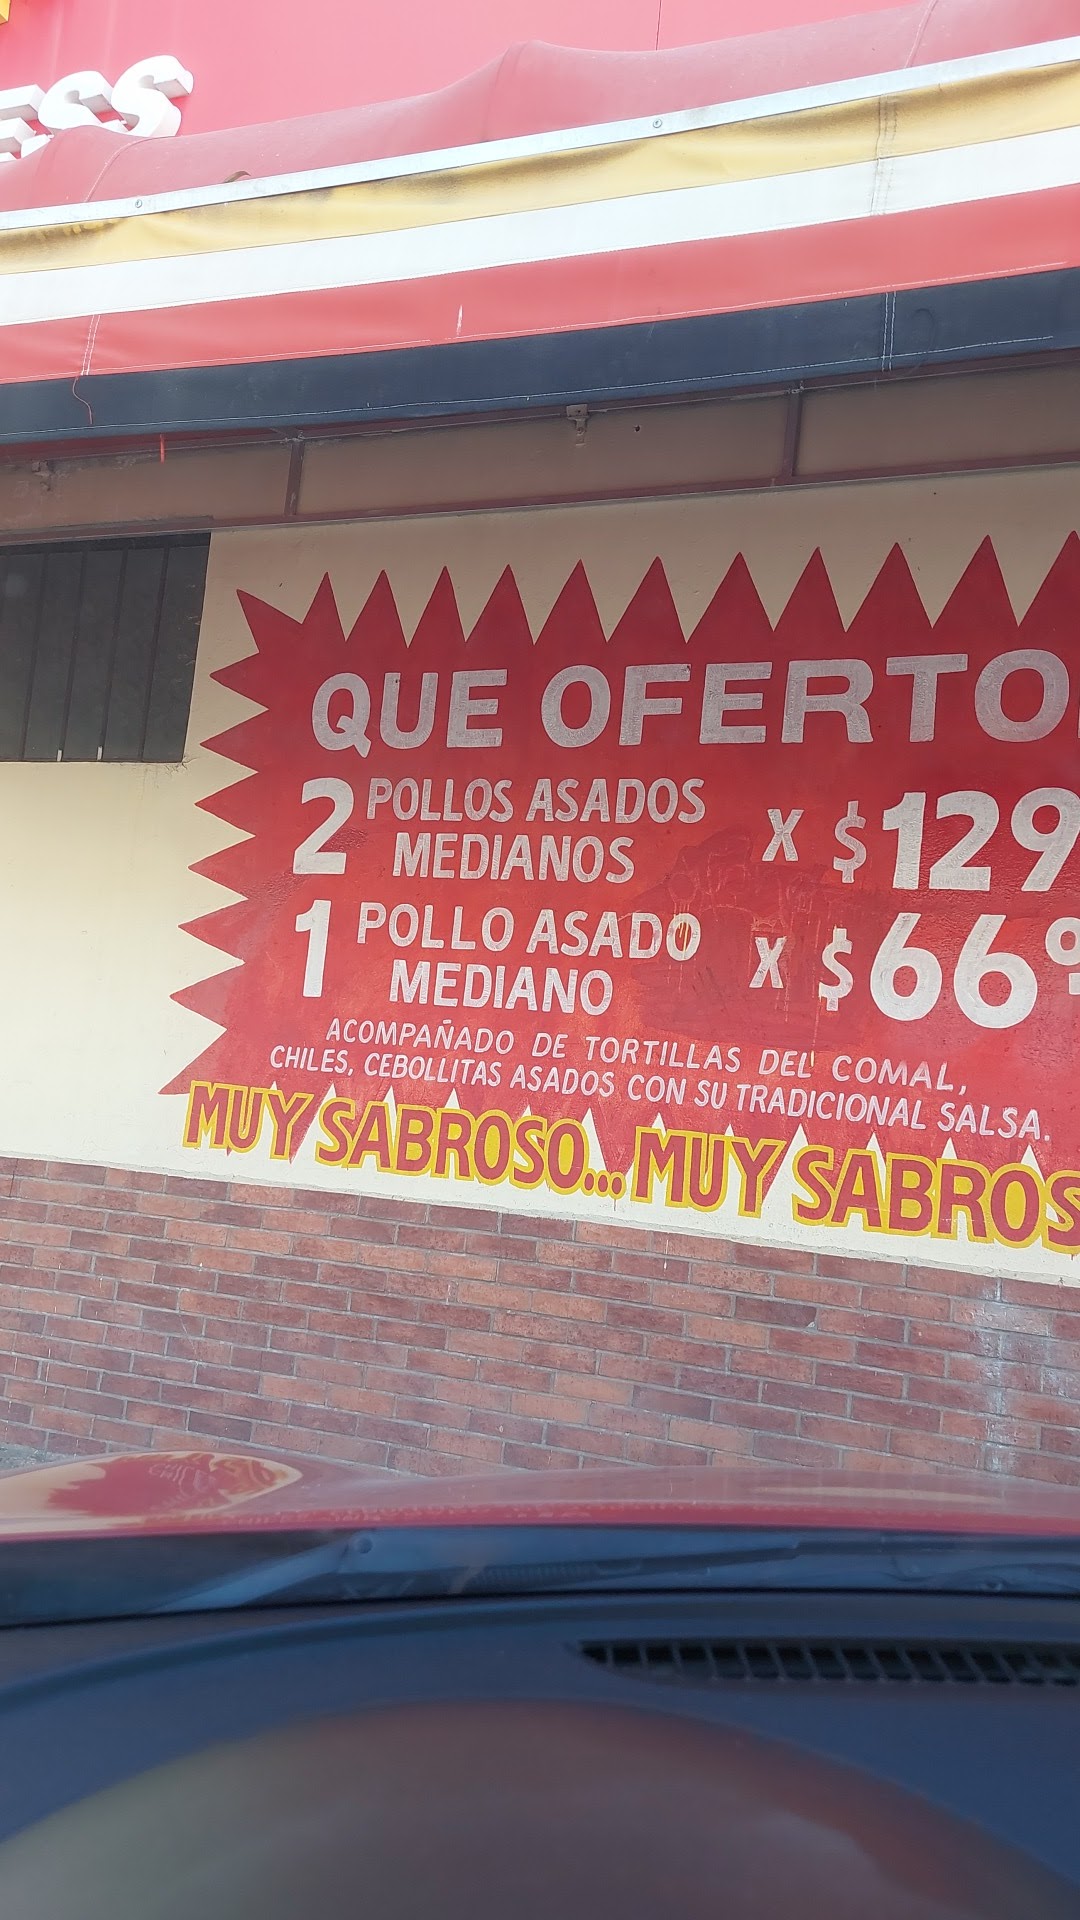 ESS
QUE OFERTO
2 POLLOS ASADOS
MEDIANOS
X $129
1 POLLO ASADO
MEDIANO
X $66
ACOMPAÑADO DE TORTILLAS DEL COMAL,
CHILES, CEBOLLITAS ASADOS CON SU TRADICIONAL SALSA.
MUY SABROSO... MUY SABROS